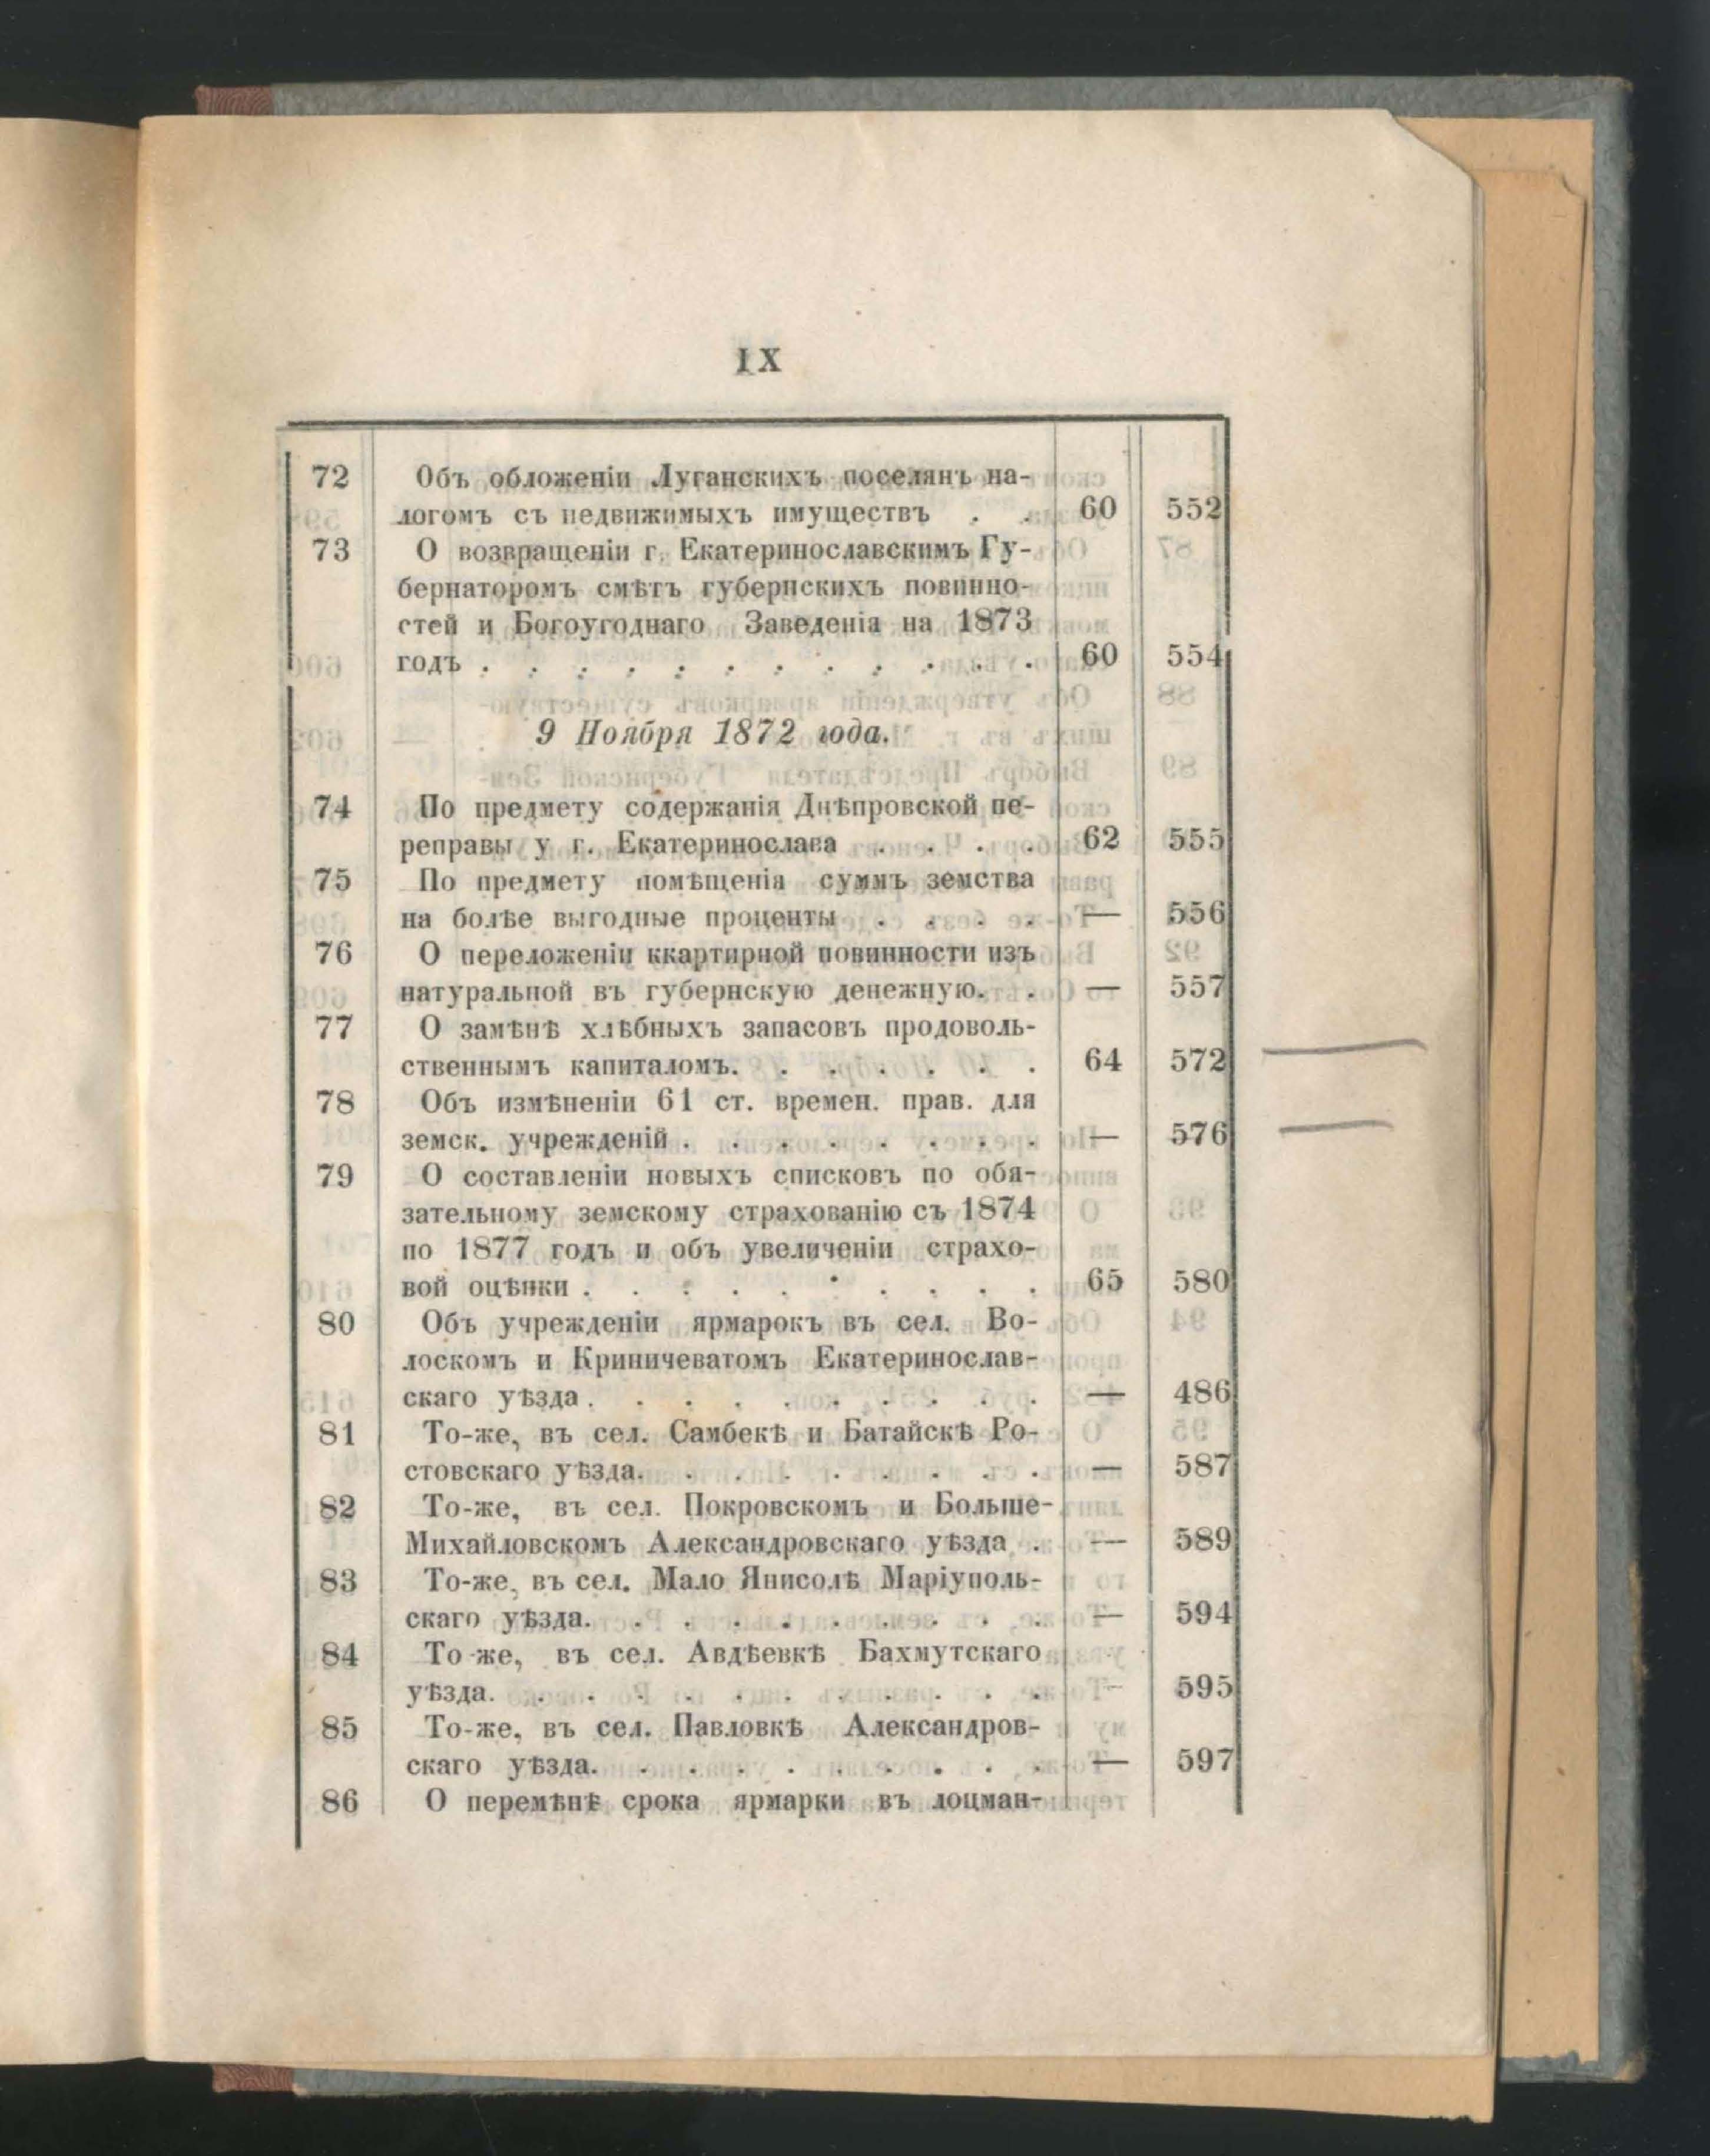 IX
72 Объ обложеніи Луганскихъ поселянъ на-
логомъ съ недвижимыхъ имуществъ . . 60 552
73 О возвращеніи г. Екатеринославскимъ Гу-
бернаторомъ смѣтъ губернскихъ повинно-
стей и Богоугоднаго Заведенія на 1873
годъ . . . . . . . . . . . . 60 554
9 Ноября 1872 года.
74 По предмету содержанія Днѣпровской пе-
реправы у г. Екатеринослава . . . . 62 555
75 По предмету помѣщенія суммъ земства
на болѣе выгодные проценты . . . . — 556
76 О переложеніи ккартирной повинности изъ
натуральной въ губернскую денежную. . — 557
77 О замѣнѣ хлѣбныхъ запасовъ продоволь-
ственнымъ капиталомъ. . . . . . . 64 572
78 Объ измѣненіи 61 ст. времен. прав. для
земск. учрежденій . . . . . . . . — 576
79 О составленіи новыхъ списковъ по обя-
зательному земскому страхованію съ 1874
по 1877 годъ и объ увеличеніи страхо-
вой оцѣнки . . . . . . . . . . 65 580
80 Объ учрежденіи ярмарокъ въ сел. Во-
лоскомъ и Криничеватомъ Екатеринослав-
скаго уѣзда . . . . . . . . . . — 486
81 То-же, въ сел. Самбекѣ и Батайскѣ Ро-
стовскаго уѣзда. . . . . . . . . — 587
82 То-же, въ сел. Покровскомъ и Больше-
Михайловскомъ Александровскаго уѣзда . — 589
83 То-же, въ сел. Мало Янисолѣ Маріуполь-
скаго уѣзда. . . . . . . . . . — 594
84 То-же, въ сел. Авдѣевкѣ Бахмутскаго
уѣзда. . . . . . . . . . . . — 595
85 То-же, въ сел. Павловкѣ Александров-
скаго уѣзда. . . . . . . . . . — 597
86 О перемѣнѣ срока ярмарки въ лоцман-